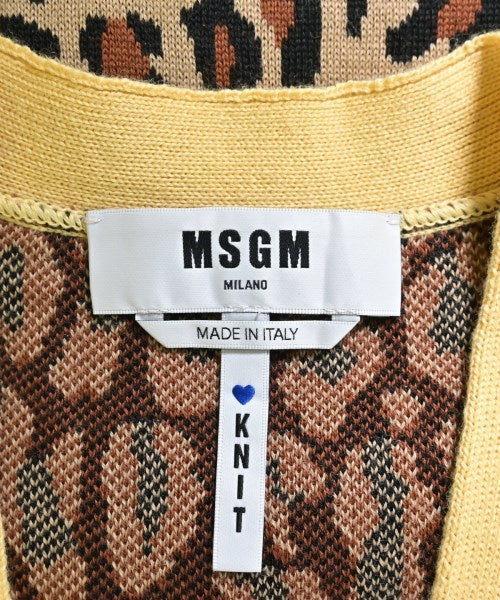 MSGM
MILANO
MADE IN ITALY
💙 KNIT